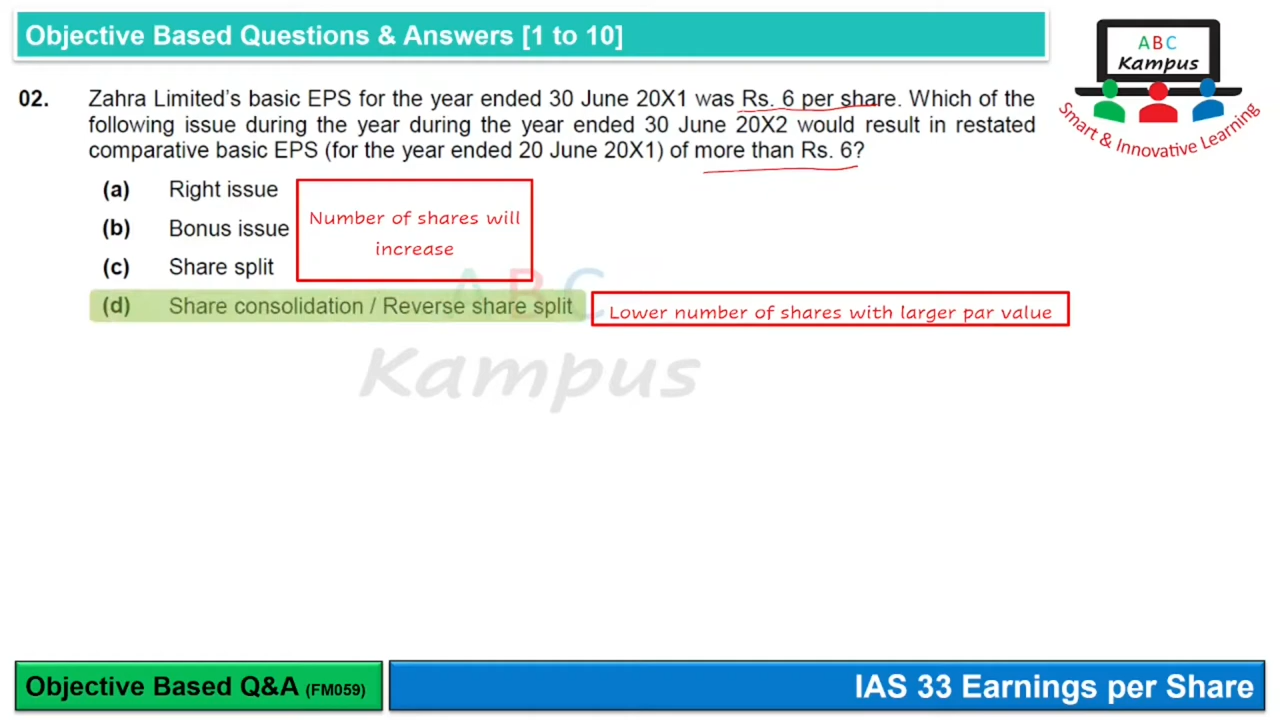 Objective Based Questions & Answers [1 to 10]
ABC
Kampus
Smart & Innovative Learning
02. Zahra Limited's basic EPS for the year ended 30 June 20X1 was Rs. 6 per share. Which of the
following issue during the year during the year ended 30 June 20X2 would result in restated
comparative basic EPS (for the year ended 20 June 20X1) of more than Rs. 6?
(a) Right issue
(b) Bonus issue
(c) Share split
Number of shares will
increase
(d) Share consolidation / Reverse share split
Lower number of shares with larger par value
ABC
Kampus
Objective Based Q&A (FM059)
IAS 33 Earnings per Share